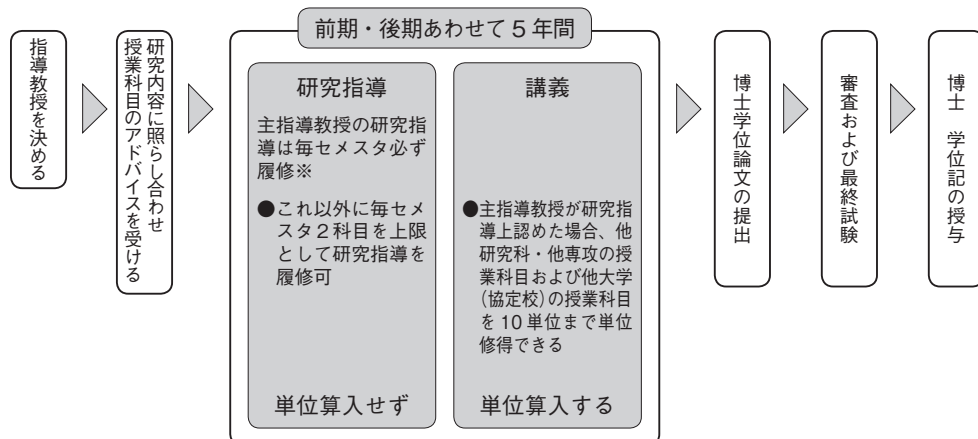 指導教授を決める
研究内容に照らし合わせ
授業科目のアドバイスを受ける
前期・後期あわせて5年間
研究指導
主指導教授の研究指
導は毎セメスタ必ず
履修※
●これ以外に毎セメ
スタ2科目を上限
として研究指導を
履修可
単位算入せず
講義
●主指導教授が研究指
導上認めた場合、他
研究科・他専攻の授
業科目および他大学
(協定校)の授業科目
を10単位まで単位
修得できる
単位算入する
博士学位論文の提出
審査および最終試験
博士 学位記の授与